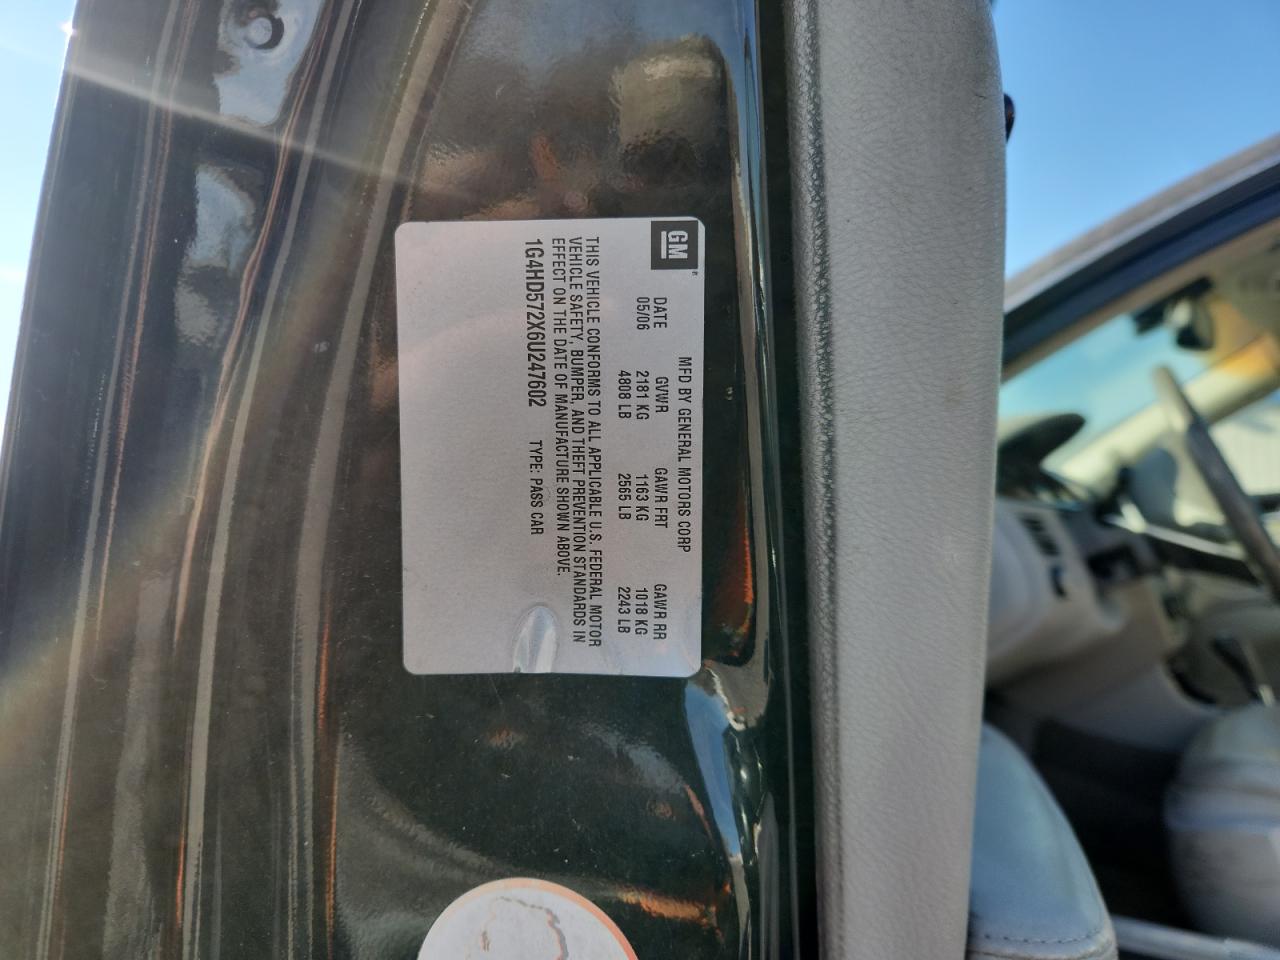 GM
MFD BY GENERAL MOTORS CORP
DATE GVWR GAWR FRT GAWR RR
05/06 2181 KG 1163 KG 1018 KG
4808 LB 2565 LB 2243 LB
THIS VEHICLE CONFORMS TO ALL APPLICABLE U.S. FEDERAL MOTOR
VEHICLE SAFETY, BUMPER, AND THEFT PREVENTION STANDARDS IN
EFFECT ON THE DATE OF MANUFACTURE SHOWN ABOVE.
1G4HD572X6U247602 TYPE: PASS CAR